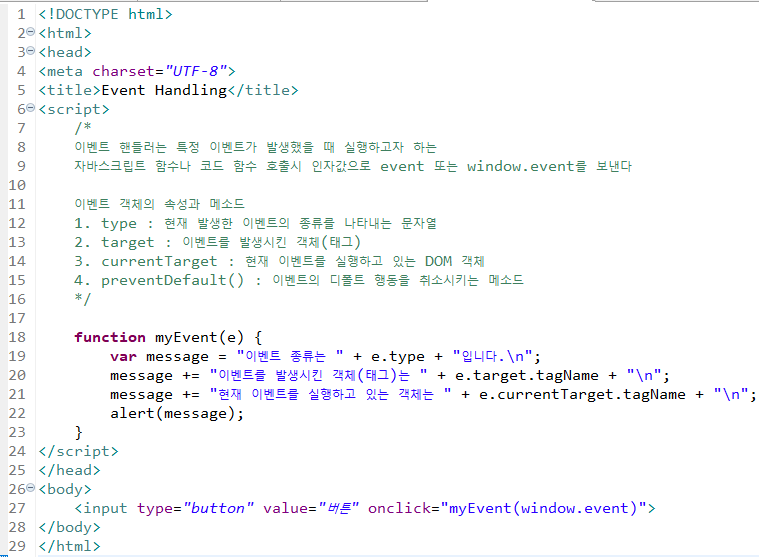 1 <!DOCTYPE html>
2 <html>
3 <head>
4 <meta charset="UTF-8">
5 <title>Event Handling</title>
6 <script>
7 /*
8 이벤트 핸들러는 특정 이벤트가 발생했을 때 실행하고자 하는
9 자바스크립트 함수나 코드 함수 호출시 인자값으로 event 또는 window.event를 보낸다
10
11 이벤트 객체의 속성과 메소드
12 1. type : 현재 발생한 이벤트의 종류를 나타내는 문자열
13 2. target : 이벤트를 발생시킨 객체(태그)
14 3. currentTarget : 현재 이벤트를 실행하고 있는 DOM 객체
15 4. preventDefault() : 이벤트의 디폴트 행동을 취소시키는 메소드
16 */
17
18 function myEvent(e) {
19 var message = "이벤트 종류는 " + e.type + "입니다.\n";
20 message += "이벤트를 발생시킨 객체(태그)는 " + e.target.tagName + "\n";
21 message += "현재 이벤트를 실행하고 있는 객체는 " + e.currentTarget.tagName + "\n";
22 alert(message);
23 }
24 </script>
25 </head>
26 <body>
27 <input type="button" value="버튼" onclick="myEvent(window.event)">
28 </body>
29 </html>